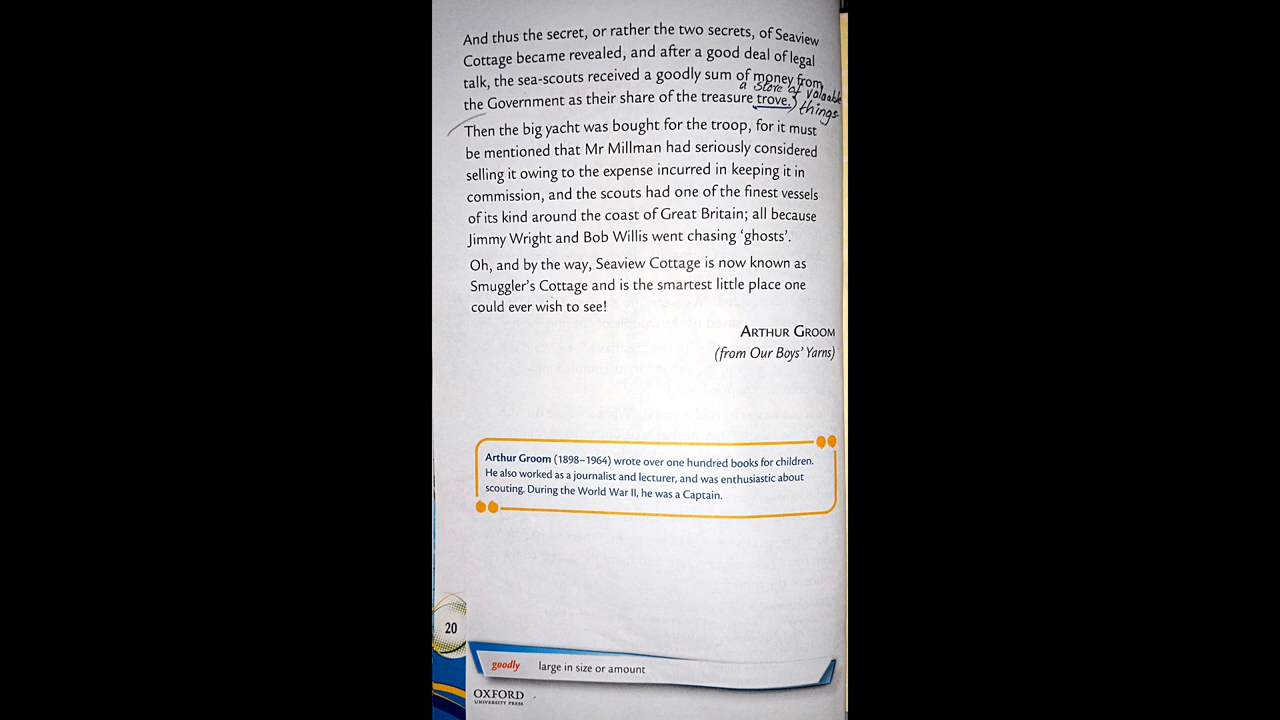 And thus the secret, or rather the two secrets, of Seaview
Cottage became revealed, and after a good deal of legal
talk, the sea-scouts received a goodly sum of money from
a store of valuable
the Government as their share of the treasure trove.
things
Then the big yacht was bought for the troop, for it must
be mentioned that Mr Millman had seriously considered
selling it owing to the expense incurred in keeping it in
commission, and the scouts had one of the finest vessels
of its kind around the coast of Great Britain; all because
Jimmy Wright and Bob Willis went chasing ‘ghosts’.
Oh, and by the way, Seaview Cottage is now known as
Smuggler's Cottage and is the smartest little place one
could ever wish to see!
ARTHUR GROOM
(from Our Boys’ Yarns)
Arthur Groom (1898–1964) wrote over one hundred books for children.
He also worked as a journalist and lecturer, and was enthusiastic about
scouting. During the World War II, he was a Captain.
20
goodly large in size or amount
OXFORD
UNIVERSITY PRESS